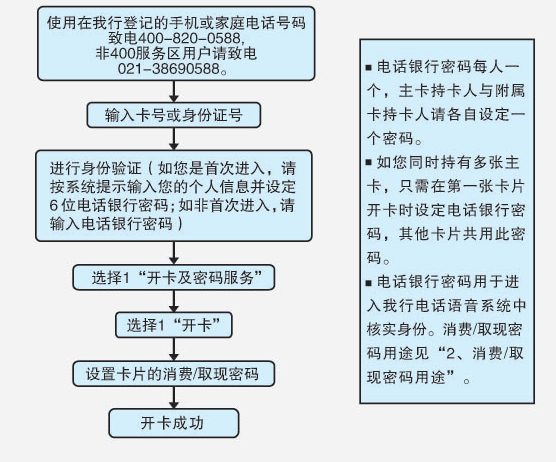 使用在我行登记的手机或家庭电话号码
致电400-820-0588,
非400服务区用户请致电
021-38690588。
输入卡号或身份证号
进行身份验证（如您是首次进入，请
按系统提示输入您的个人信息并设定
6位电话银行密码；如非首次进入，请
输入电话银行密码）
选择1“开卡及密码服务”
选择1“开卡”
设置卡片的消费/取现密码
开卡成功
■ 电话银行密码每人一
个，主卡持卡人与附属
卡持卡人请各自设定一
个密码。
■ 如您同时持有多张主
卡，只需在第一张卡片
开卡时设定电话银行密
码，其他卡片共用此密
码。
■ 电话银行密码用于进
入我行电话语音系统中
核实身份。消费/取现密
码用途见“2、消费/取
现密码用途”。